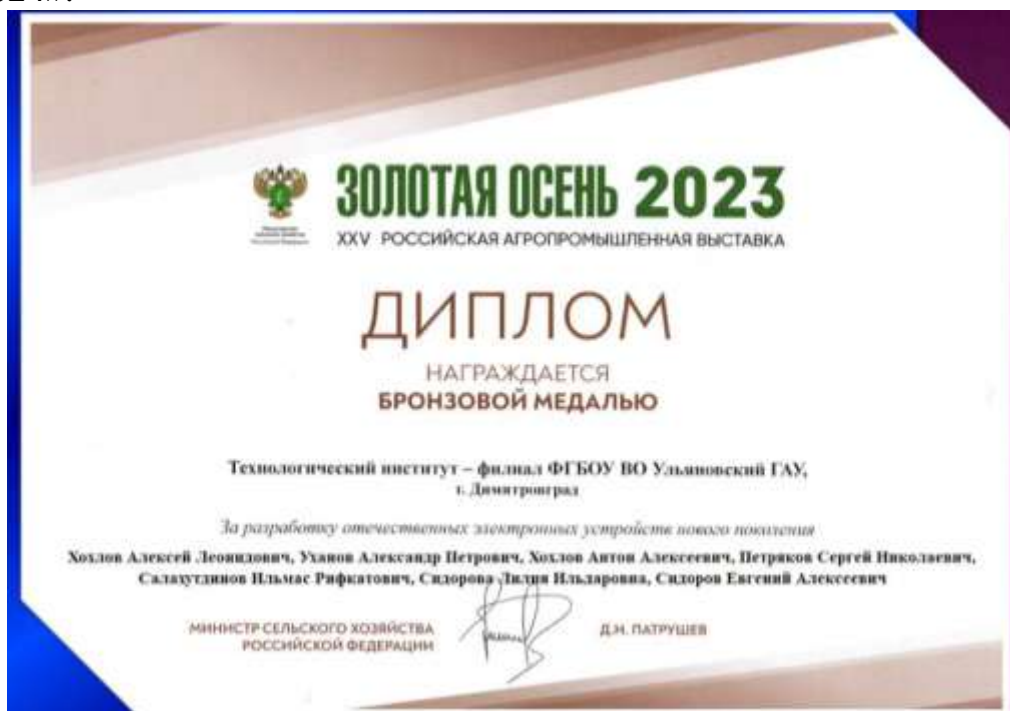 ЗОЛОТАЯ ОСЕНЬ 2023
XXV РОССИЙСКАЯ АГРОПРОМЫШЛЕННАЯ ВЫСТАВКА
ДИПЛОМ
НАГРАЖДАЕТСЯ
БРОНЗОВОЙ МЕДАЛЬЮ
Технологический институт – филиал ФГБОУ ВО Ульяновский ГАУ,
г. Димитровград
За разработку отечественных электронных устройств нового поколения
Хохлов Алексей Леонидович, Уханов Александр Петрович, Хохлов Антон Алексеевич, Петряков Сергей Николаевич,
Салахутдинов Ильмас Рифкатович, Сидорова Лилия Ильдаровна, Сидоров Евгений Алексеевич
МИНИСТР СЕЛЬСКОГО ХОЗЯЙСТВА
РОССИЙСКОЙ ФЕДЕРАЦИИ
Д.Н. ПАТРУШЕВ